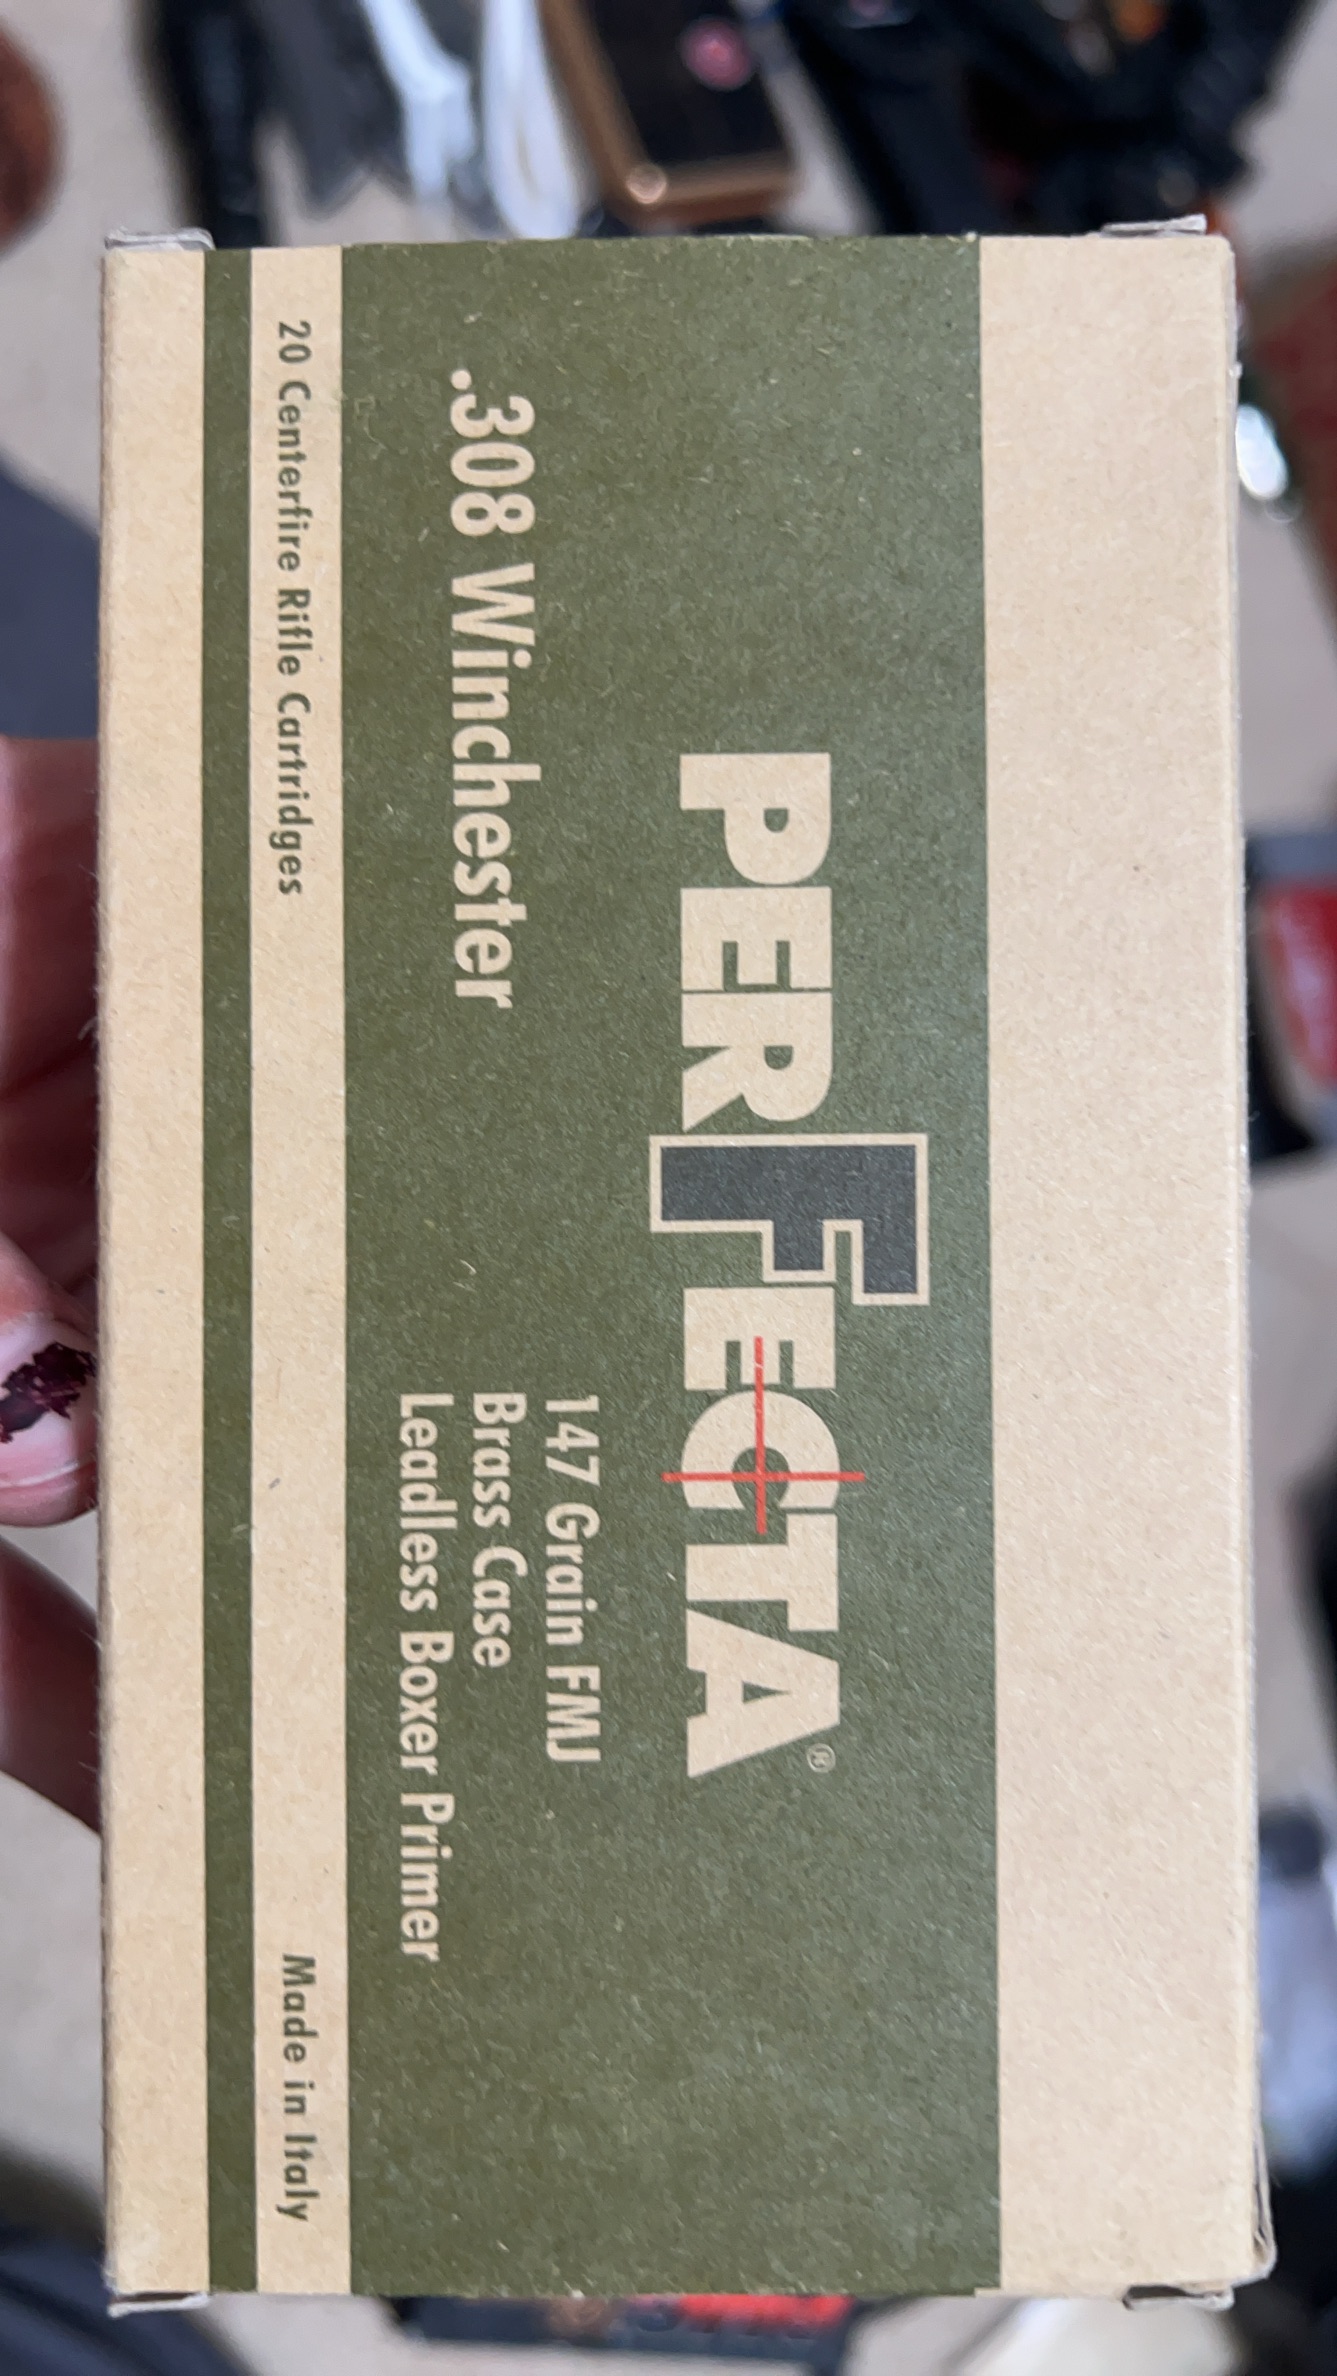 PERFECTA®
.308 Winchester
147 Grain FMJ
Brass Case
Leadless Boxer Primer
20 Centerfire Rifle Cartridges
Made in Italy